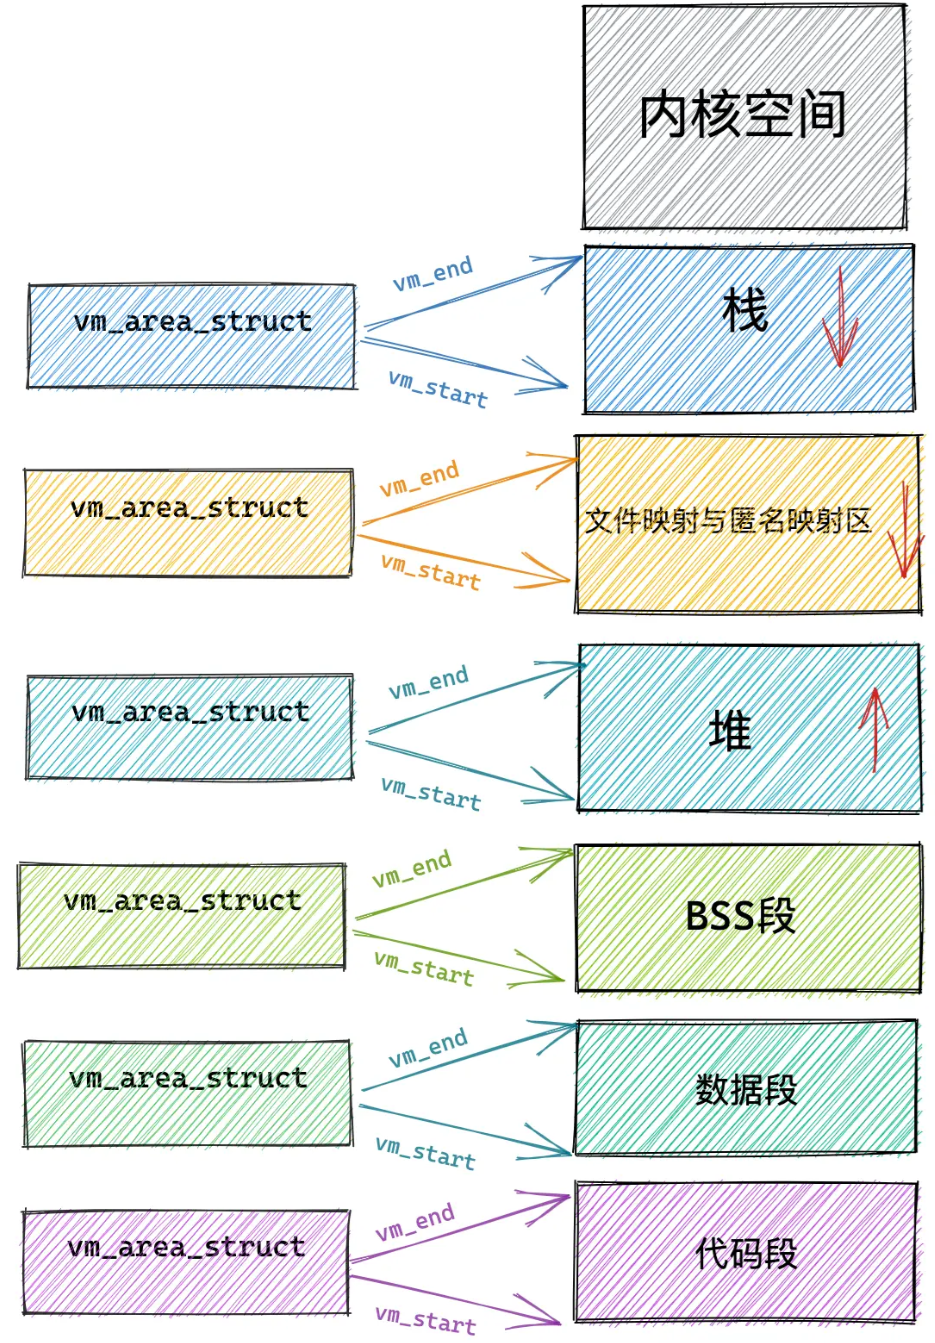 内核空间
vm_area_struct
vm_end
vm_start
栈
vm_area_struct
vm_end
vm_start
文件映射与匿名映射区
vm_area_struct
vm_end
vm_start
堆
vm_area_struct
vm_end
vm_start
BSS段
vm_area_struct
vm_end
vm_start
数据段
vm_area_struct
vm_end
vm_start
代码段